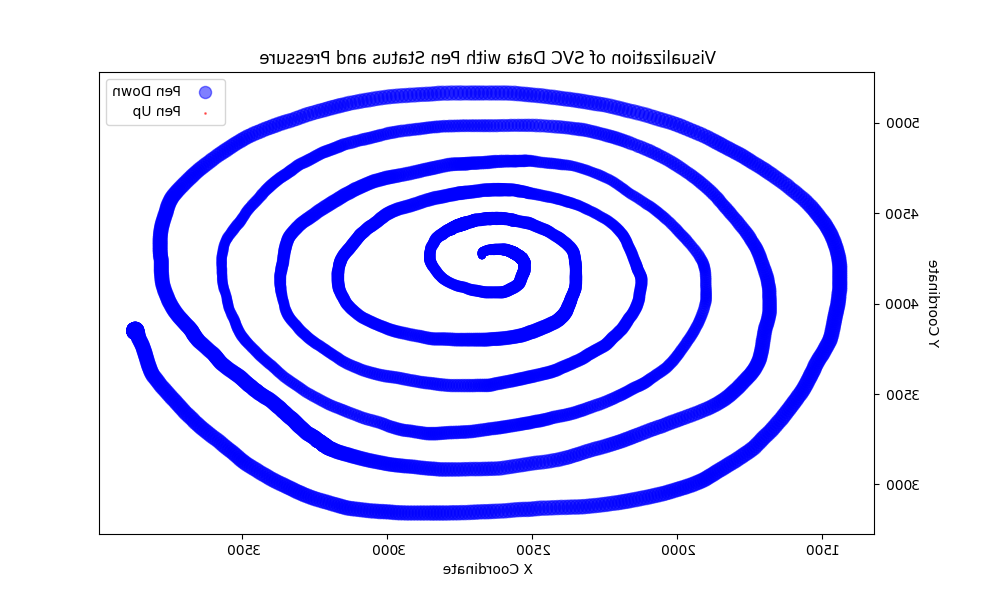 Visualization of SVC Data with Pen Status and Pressure
Pen Down
Pen Up
5000
4500
4000
3500
3000
Y Coordinate
3500
3000
2500
2000
1500
X Coordinate